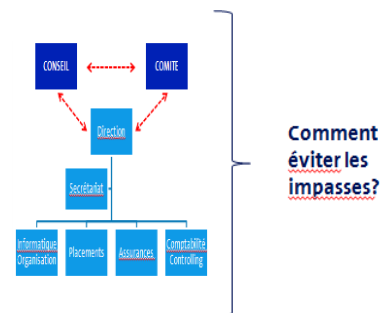 CONSEIL
COMITE
Direction
Secrétariat
Informatique
Organisation
Placements
Assurances
Comptabilité
Controlling
Comment
éviter les
impasses?